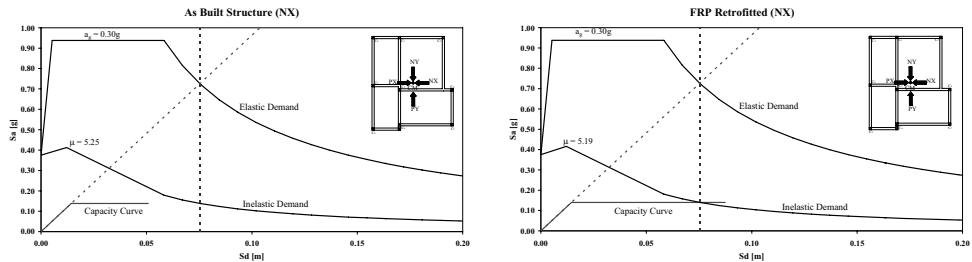 As Built Structure (NX)
1.00
0.90
0.80
0.70
0.60
0.50
0.40
0.30
0.20
0.10
0.00
Sa [g]
ag = 0.30g
μ = 5.25
Elastic Demand
Inelastic Demand
Capacity Curve
NY
PX
NX
PY
0.00
0.05
0.10
0.15
0.20
Sd [m]
FRP Retrofitted (NX)
1.00
0.90
0.80
0.70
0.60
0.50
0.40
0.30
0.20
0.10
0.00
Sa [g]
ag = 0.30g
μ = 5.19
Elastic Demand
Inelastic Demand
Capacity Curve
NY
PX
NX
PY
0.00
0.05
0.10
0.15
0.20
Sd [m]